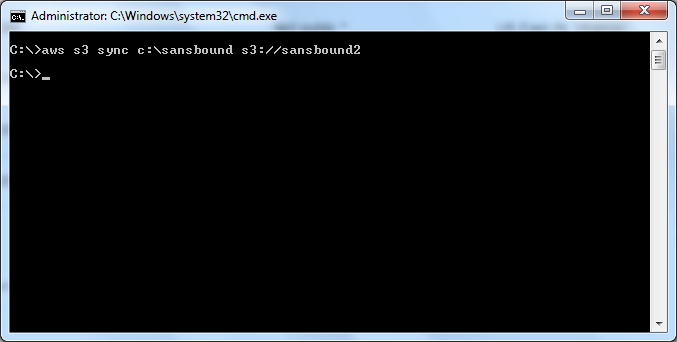 Administrator: C:\Windows\system32\cmd.exe
C:\>aws s3 sync c:\sansbound s3://sansbound2
C:\>_